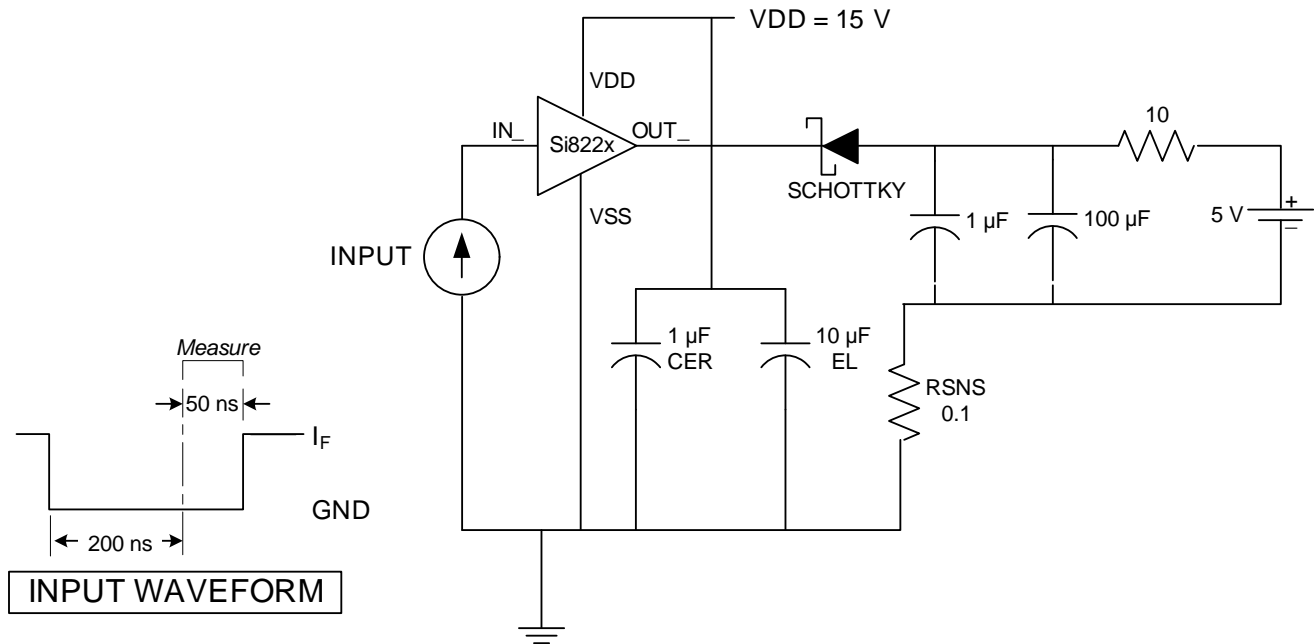 VDD = 15 V
VDD
10
IN_
Si822x
OUT_
SCHOTTKY
VSS
1 µF
100 µF
5 V
+
_
INPUT
1 µF
CER
10 µF
EL
RSNS
0.1
Measure
50 ns
IF
GND
200 ns
INPUT WAVEFORM